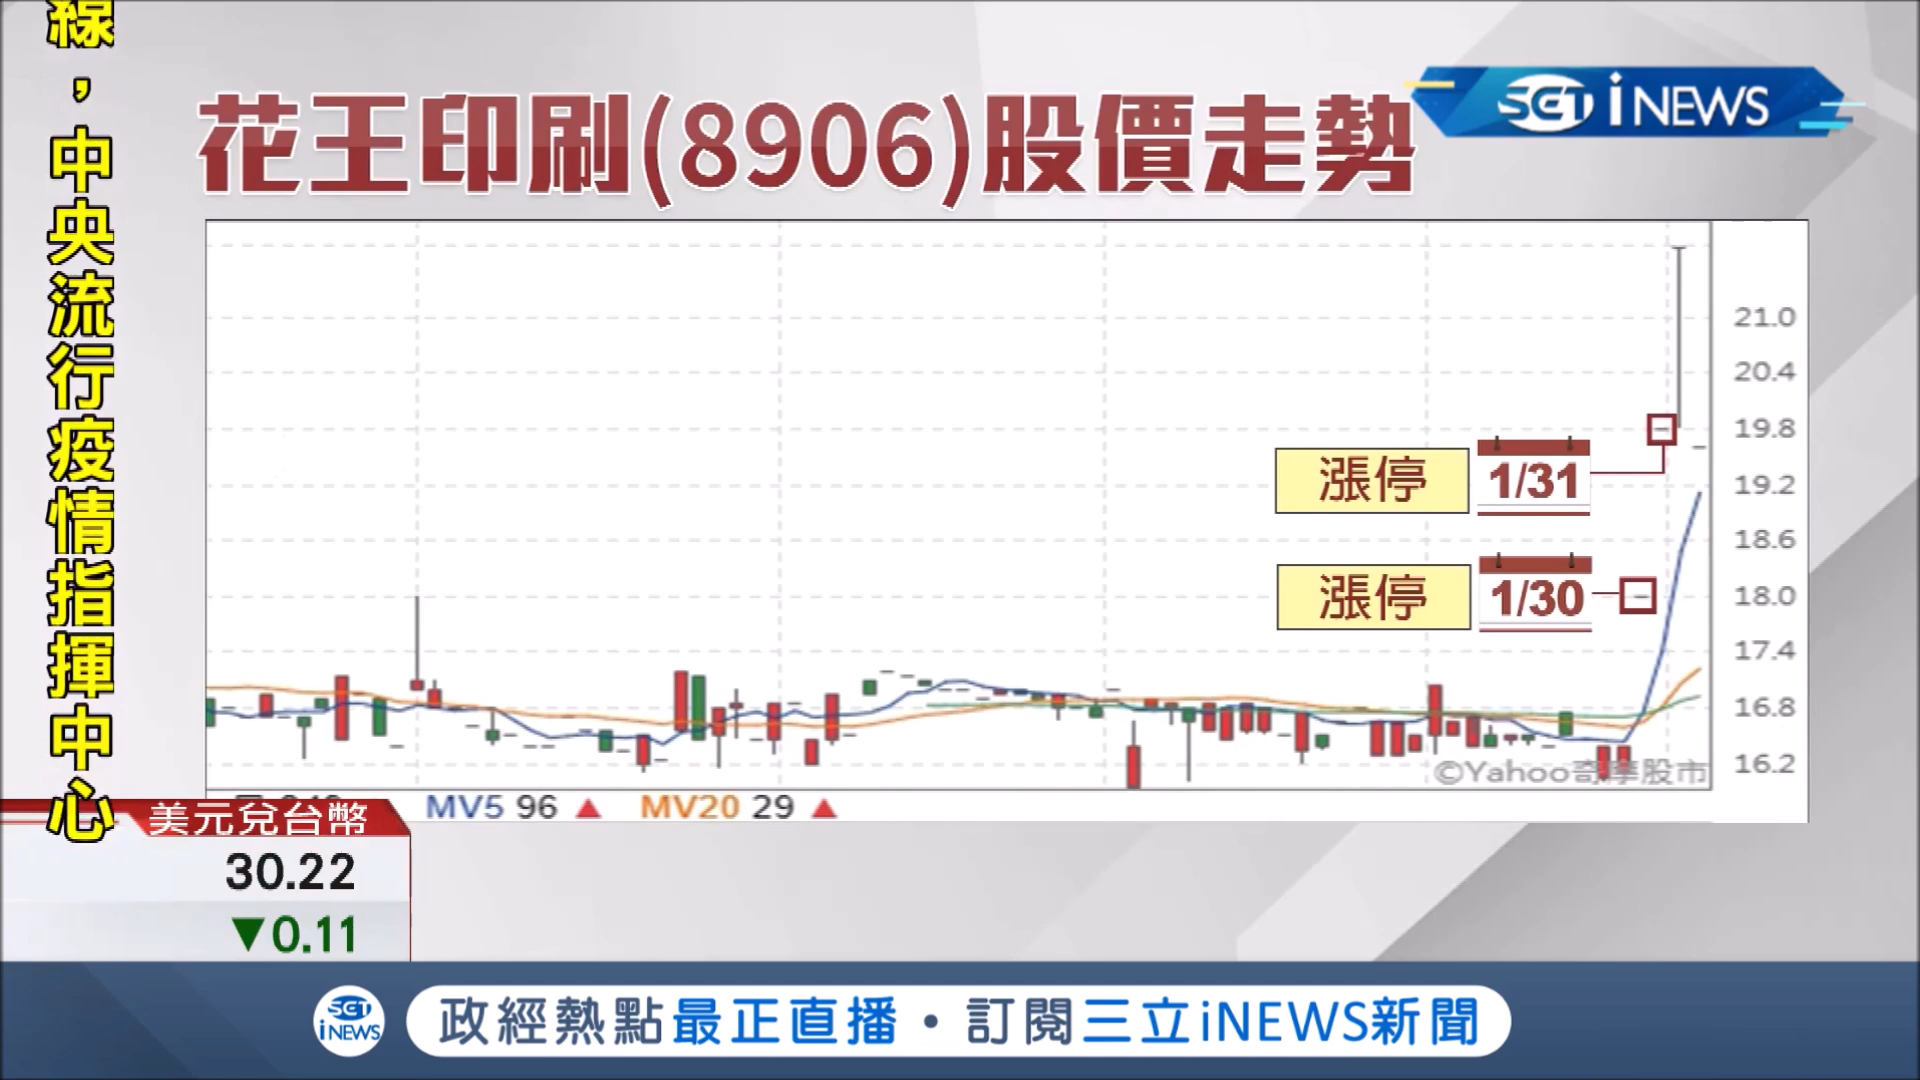 線，中央流行疫情指揮中心
花王印刷(8906)股價走勢
SET iNEWS
21.0
20.4
19.8
漲停 1/31
19.2
18.6
漲停 1/30
18.0
17.4
16.8
16.2
©Yahoo奇摩股市
MV5 96 ▲ MV20 29 ▲
美元兌台幣
30.22
▼0.11
SET iNEWS
政經熱點最正直播・訂閱三立iNEWS新聞